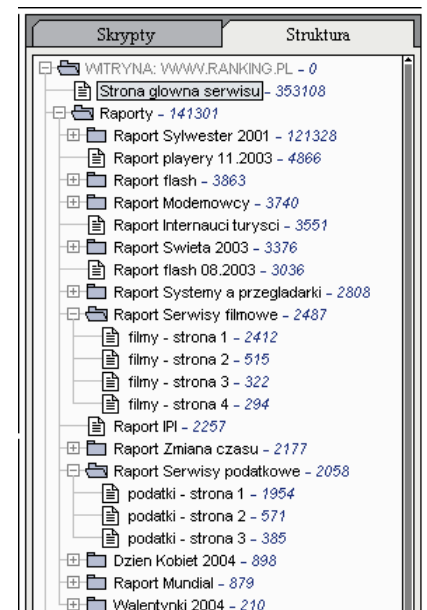 Skrypty Struktura
WITRYNA: WWW.RANKING.PL - 0
Strona glowna serwisu - 353108
Raporty - 141301
Raport Sylwester 2001 - 121328
Raport playery 11.2003 - 4866
Raport flash - 3863
Raport Modemowcy - 3740
Raport Internauci turysci - 3551
Raport Swieta 2003 - 3376
Raport flash 08.2003 - 3036
Raport Systemy a przegladarki - 2808
Raport Serwisy filmowe - 2487
filmy - strona 1 - 2412
filmy - strona 2 - 515
filmy - strona 3 - 322
filmy - strona 4 - 294
Raport IPI - 2257
Raport Zmiana czasu - 2177
Raport Serwisy podatkowe - 2058
podatki - strona 1 - 1954
podatki - strona 2 - 571
podatki - strona 3 - 385
Dzien Kobiet 2004 - 898
Raport Mundial - 879
Walentynki 2004 - 210